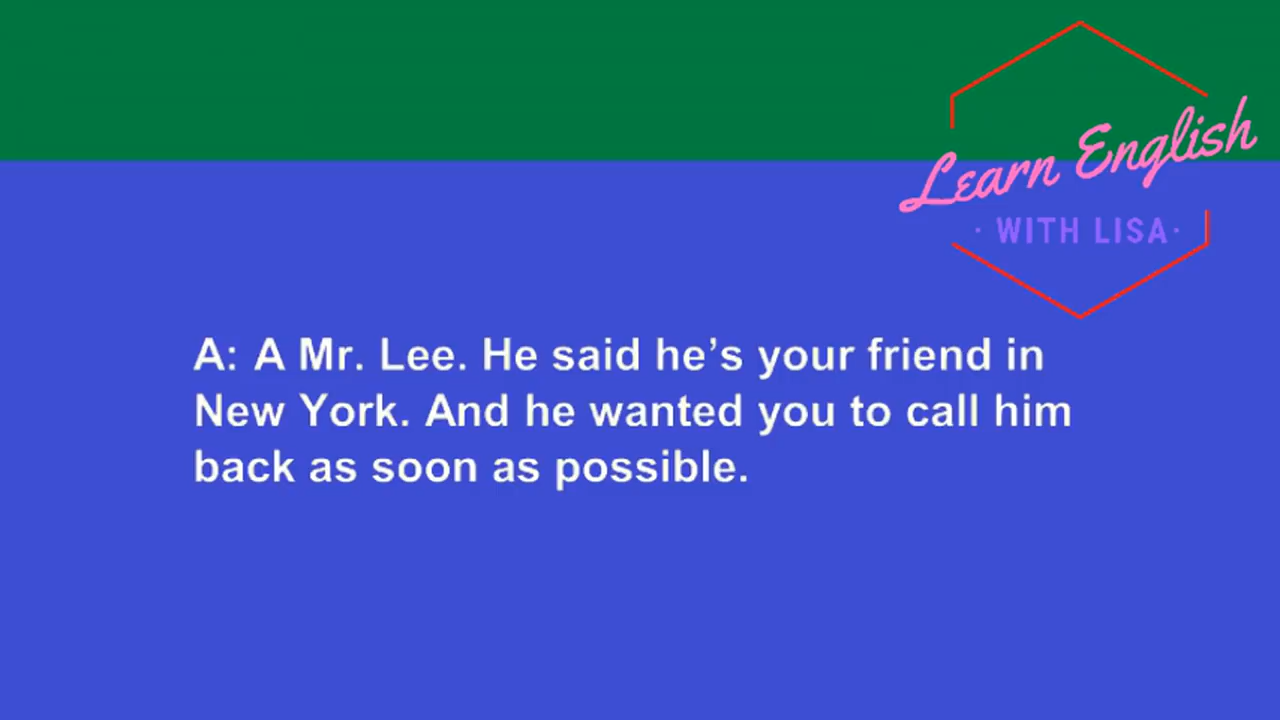 Learn English
· WITH LISA·
A: A Mr. Lee. He said he’s your friend in
New York. And he wanted you to call him
back as soon as possible.